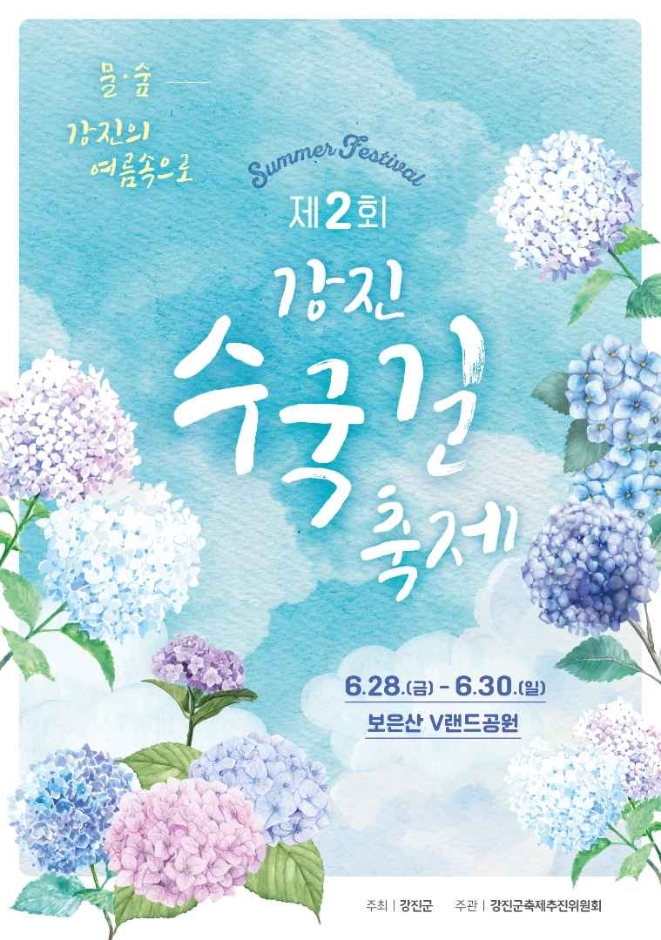 물·숲
강진의
여름속으로
Summer Festival
제2회
강진
수국길
축제
6.28.(금) - 6.30.(일)
보은산 V랜드공원
주최 | 강진군 주관 | 강진군축제추진위원회